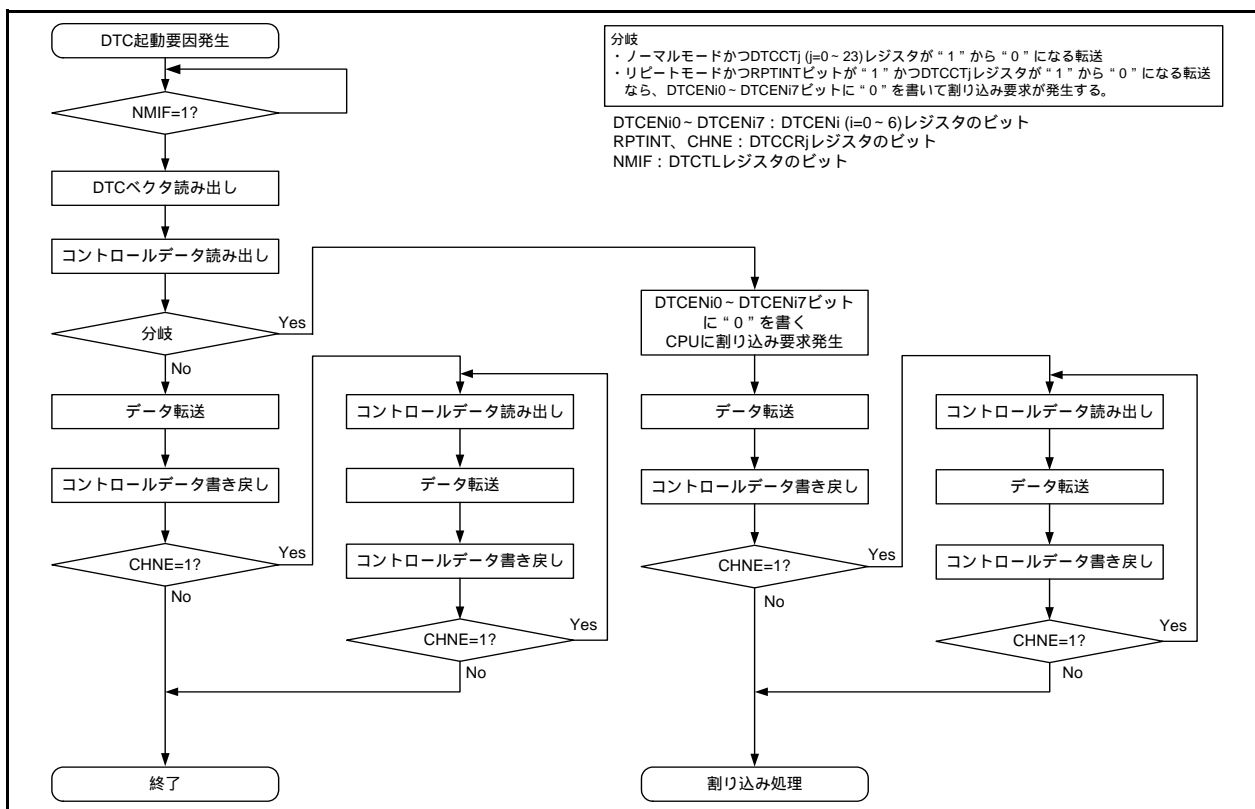 DTC起動要因発生
NMIF=1?
DTCベクタ読み出し
コントロールデータ読み出し
分岐
Yes
No
データ転送
コントロールデータ書き戻し
CHNE=1?
Yes
No
終了
コントロールデータ読み出し
データ転送
コントロールデータ書き戻し
CHNE=1?
Yes
No
分岐
・ノーマルモードかつDTCCTj (j=0~23)レジスタが“1”から“0”になる転送
・リピートモードかつRPTINTビットが“1”かつDTCCTjレジスタが“1”から“0”になる転送
なら、DTCENi0~DTCENi7ビットに“0”を書いて割り込み要求が発生する。
DTCENi0~DTCENi7:DTCENi (i=0~6)レジスタのビット
RPTINT、CHNE:DTCCRjレジスタのビット
NMIF:DTCTLレジスタのビット
DTCENi0~DTCENi7ビット
に“0”を書く
CPUに割り込み要求発生
データ転送
コントロールデータ書き戻し
CHNE=1?
Yes
No
割り込み処理
コントロールデータ読み出し
データ転送
コントロールデータ書き戻し
CHNE=1?
Yes
No